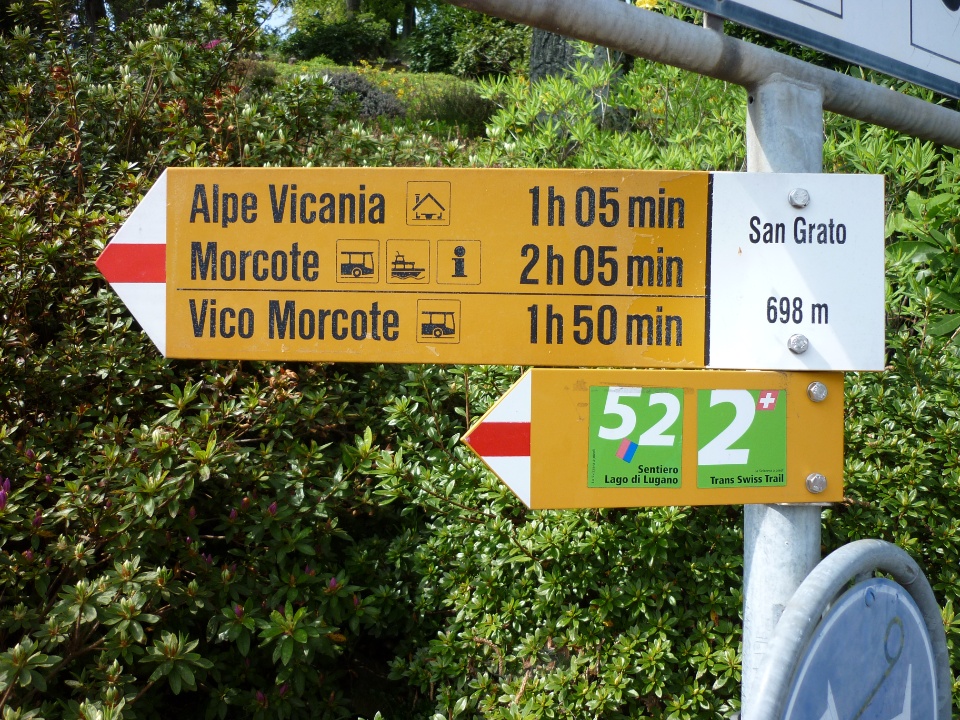 Alpe Vicania 1h 05 min
Morcote i 2h 05 min
Vico Morcote 1h 50 min
San Grato
698 m
52
Sentiero
Lago di Lugano
2
Trans Swiss Trail